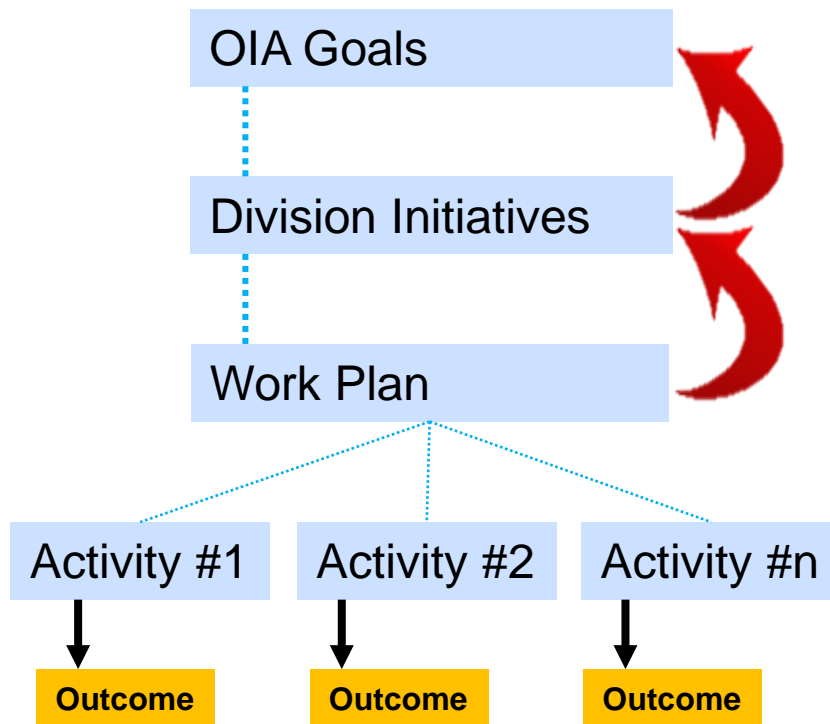 OIA Goals
Division Initiatives
Work Plan
Activity #1
Activity #2
Activity #n
Outcome
Outcome
Outcome